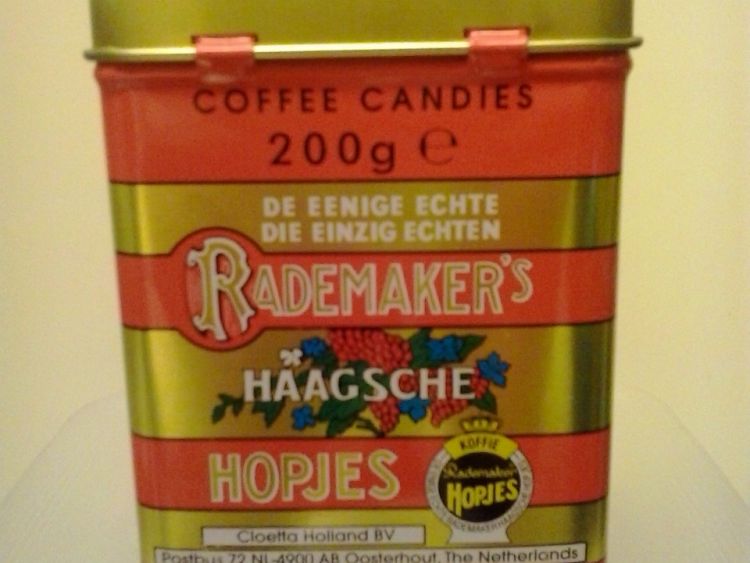 COFFEE CANDIES
200g ℮
DE EENIGE ECHTE
DIE EINZIG ECHTEN
RADEMAKER'S
HAAGSCHE
HOPJES
KOFFIE
Rademaker's
HOPJES
Cloetta Holland BV
Postbus 72 NL-4900 AB Oosterhout, The Netherlands